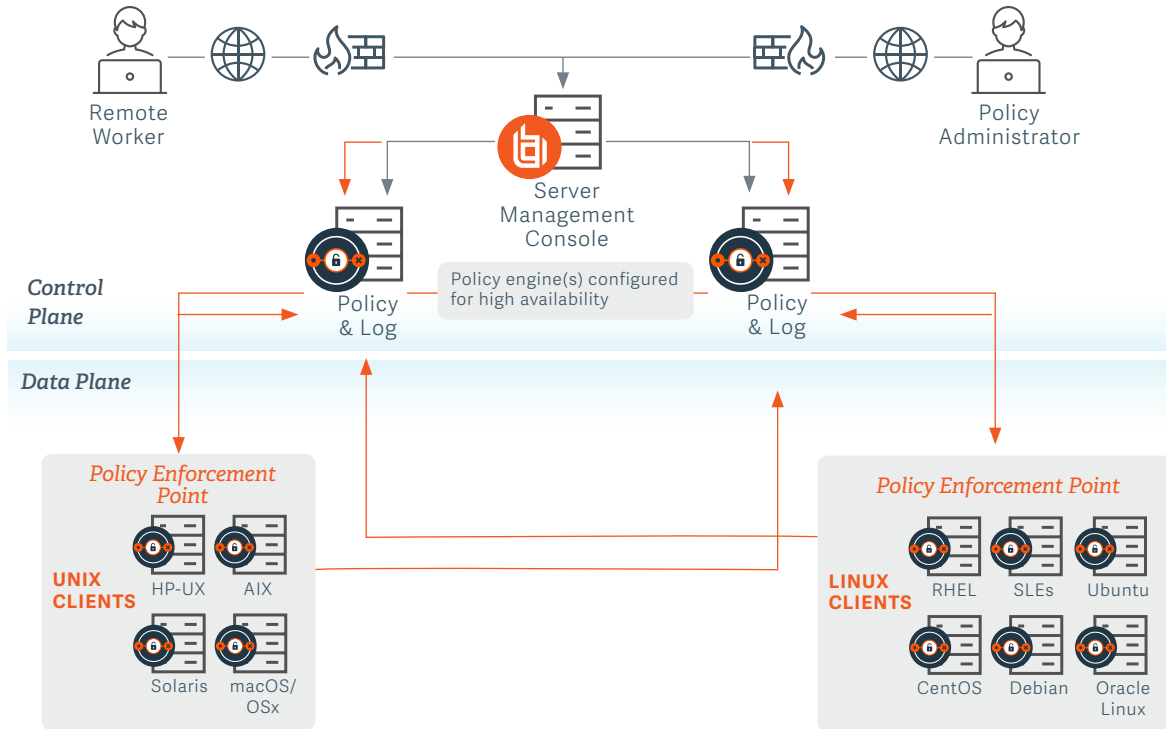 Remote
Worker
Policy
Administrator
Server
Management
Console
Policy engine(s) configured
for high availability
Control
Plane
Policy
& Log
Policy
& Log
Data Plane
Policy Enforcement
Point
UNIX
CLIENTS
HP-UX
AIX
Solaris
macOS/
OSx
Policy Enforcement Point
LINUX
CLIENTS
RHEL
SLEs
Ubuntu
CentOS
Debian
Oracle
Linux